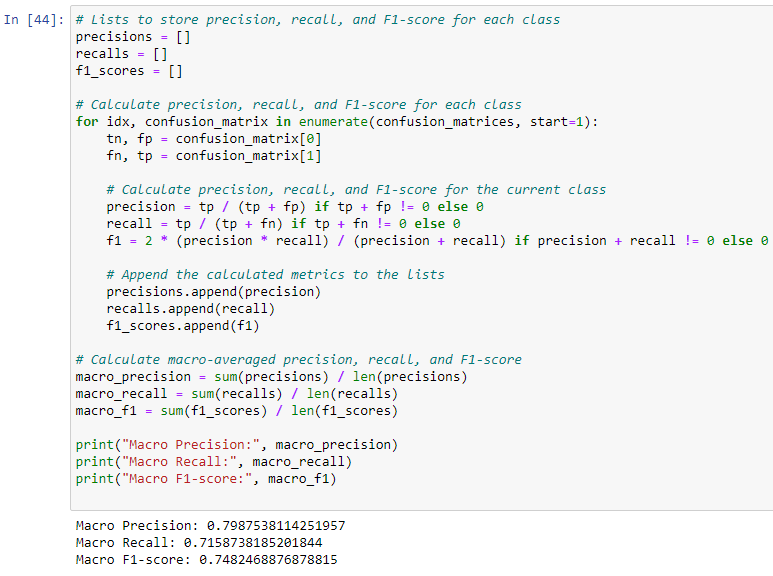 In [44]: # Lists to store precision, recall, and F1-score for each class
precisions = []
recalls = []
f1_scores = []

# Calculate precision, recall, and F1-score for each class
for idx, confusion_matrix in enumerate(confusion_matrices, start=1):
    tn, fp = confusion_matrix[0]
    fn, tp = confusion_matrix[1]

    # Calculate precision, recall, and F1-score for the current class
    precision = tp / (tp + fp) if tp + fp != 0 else 0
    recall = tp / (tp + fn) if tp + fn != 0 else 0
    f1 = 2 * (precision * recall) / (precision + recall) if precision + recall != 0 else 0

    # Append the calculated metrics to the lists
    precisions.append(precision)
    recalls.append(recall)
    f1_scores.append(f1)

# Calculate macro-averaged precision, recall, and F1-score
macro_precision = sum(precisions) / len(precisions)
macro_recall = sum(recalls) / len(recalls)
macro_f1 = sum(f1_scores) / len(f1_scores)

print("Macro Precision:", macro_precision)
print("Macro Recall:", macro_recall)
print("Macro F1-score:", macro_f1)

Macro Precision: 0.7987538114251957
Macro Recall: 0.7158738185201844
Macro F1-score: 0.7482468876878815